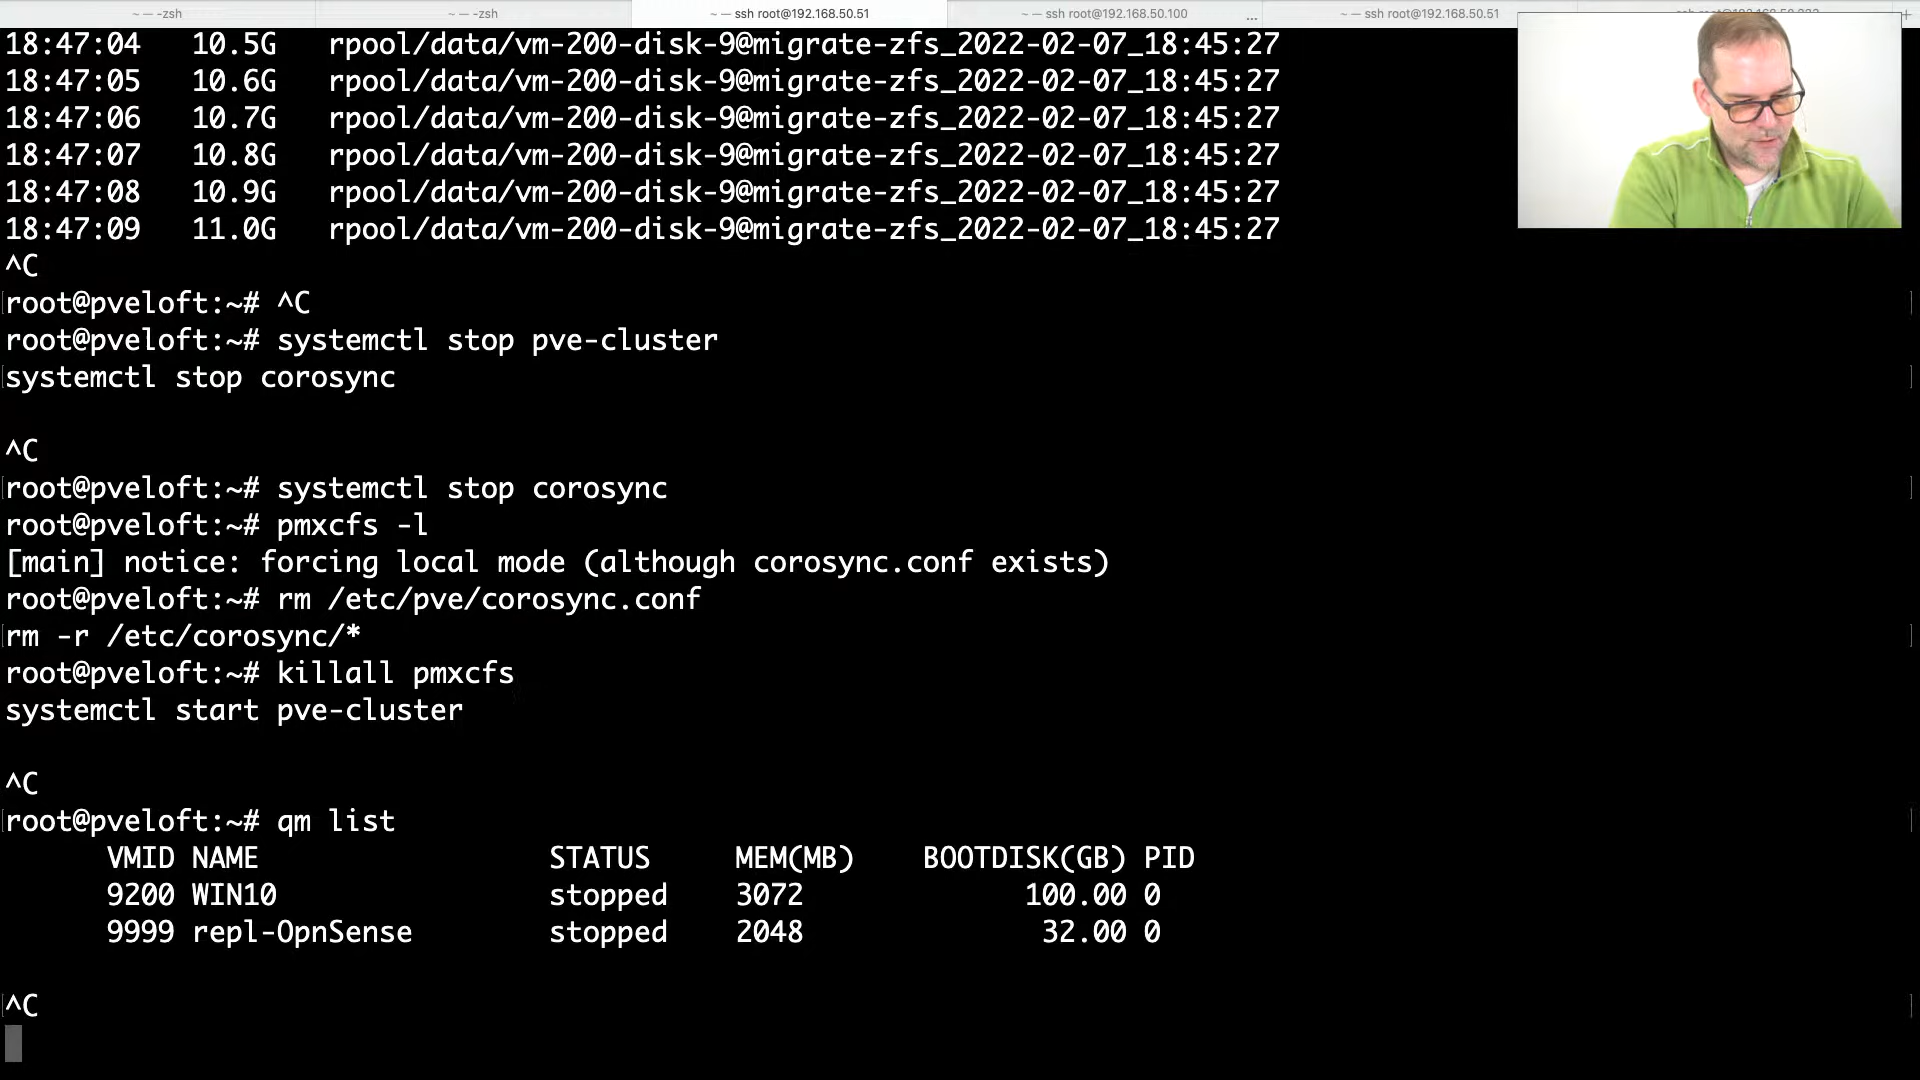 ~ — -zsh
~ — -zsh
~ — ssh root@192.168.50.51
~ — ssh root@192.168.50.100
...
~ — ssh root@192.168.50.51
+
18:47:04 10.5G rpool/data/vm-200-disk-9@migrate-zfs_2022-02-07_18:45:27
18:47:05 10.6G rpool/data/vm-200-disk-9@migrate-zfs_2022-02-07_18:45:27
18:47:06 10.7G rpool/data/vm-200-disk-9@migrate-zfs_2022-02-07_18:45:27
18:47:07 10.8G rpool/data/vm-200-disk-9@migrate-zfs_2022-02-07_18:45:27
18:47:08 10.9G rpool/data/vm-200-disk-9@migrate-zfs_2022-02-07_18:45:27
18:47:09 11.0G rpool/data/vm-200-disk-9@migrate-zfs_2022-02-07_18:45:27
^C
root@pveloft:~# ^C
root@pveloft:~# systemctl stop pve-cluster
systemctl stop corosync
^C
root@pveloft:~# systemctl stop corosync
root@pveloft:~# pmxcfs -l
[main] notice: forcing local mode (although corosync.conf exists)
root@pveloft:~# rm /etc/pve/corosync.conf
rm -r /etc/corosync/*
root@pveloft:~# killall pmxcfs
systemctl start pve-cluster
^C
root@pveloft:~# qm list
VMID NAME STATUS MEM(MB) BOOTDISK(GB) PID
9200 WIN10 stopped 3072 100.00 0
9999 repl-OpnSense stopped 2048 32.00 0
^C